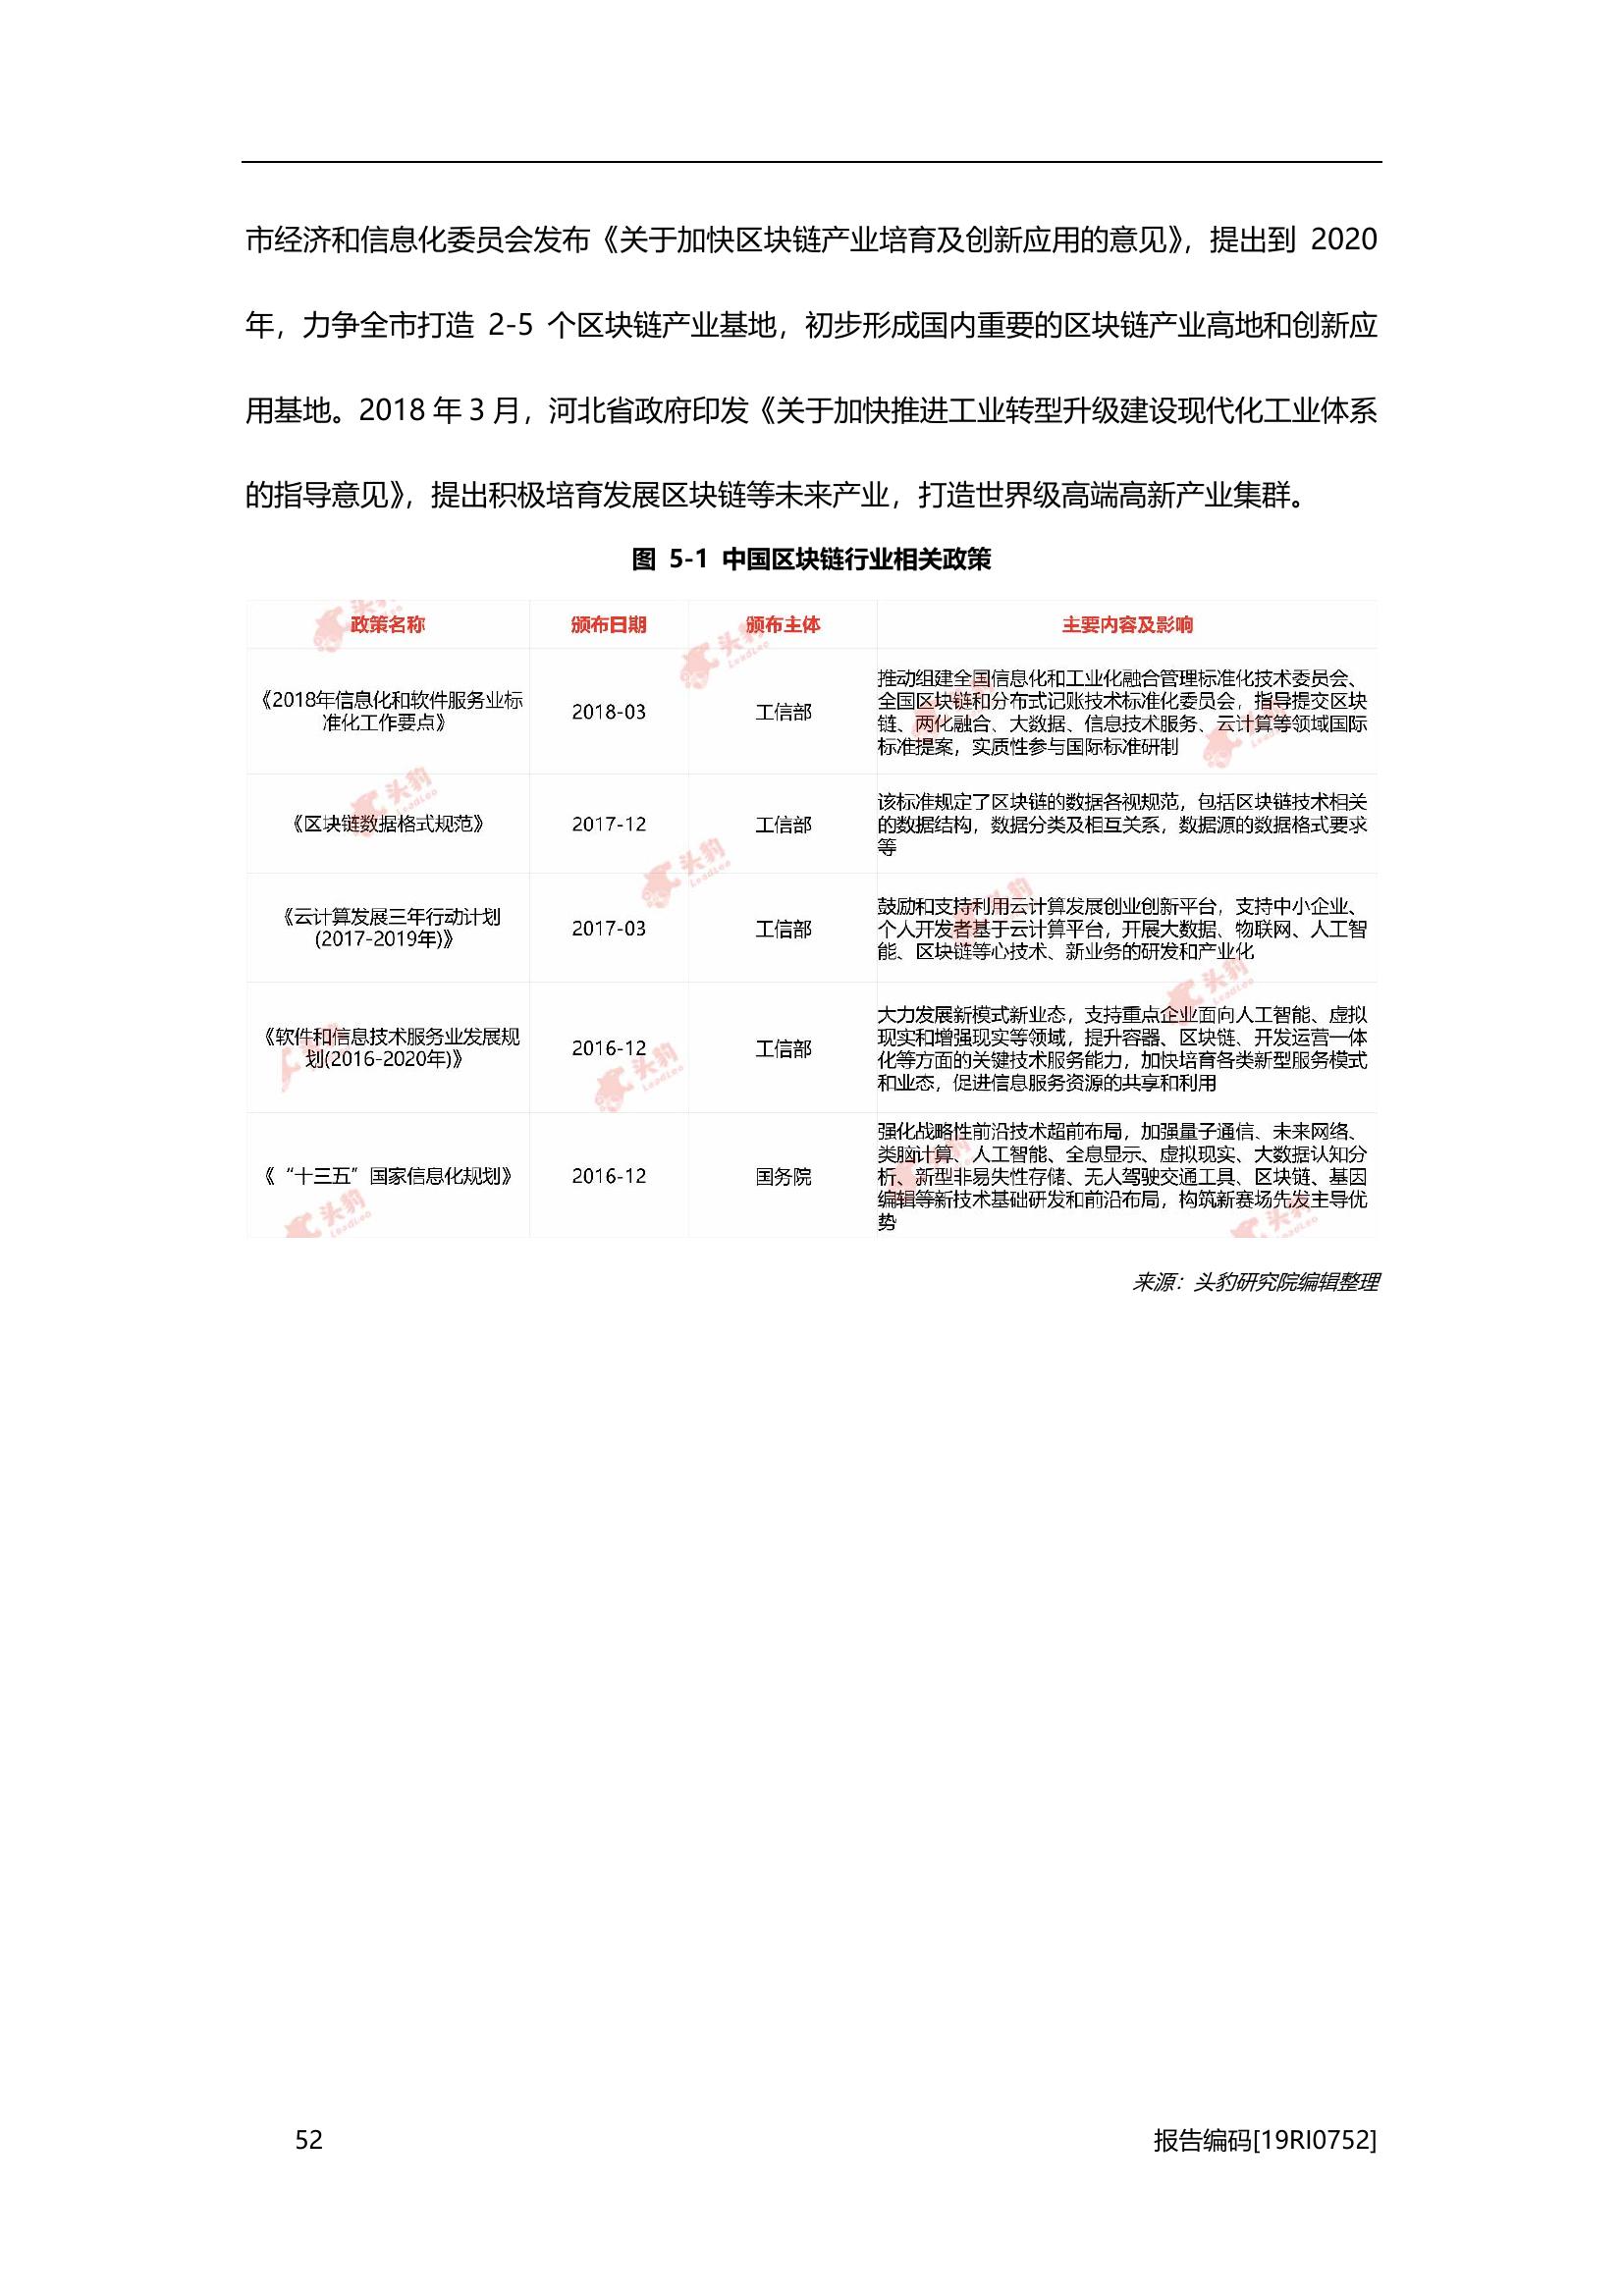 市经济和信息化委员会发布《关于加快区块链产业培育及创新应用的意见》，提出到 2020
年，力争全市打造 2-5 个区块链产业基地，初步形成国内重要的区块链产业高地和创新应
用基地。2018 年 3 月，河北省政府印发《关于加快推进工业转型升级建设现代化工业体系
的指导意见》，提出积极培育发展区块链等未来产业，打造世界级高端高新产业集群。
图 5-1 中国区块链行业相关政策
政策名称 颁布日期 颁布主体 主要内容及影响
《2018年信息化和软件服务业标
准化工作要点》
2018-03
工信部
推动组建全国信息化和工业化融合管理标准化技术委员会、
全国区块链和分布式记账技术标准化委员会，指导提交区块
链、两化融合、大数据、信息技术服务、云计算等领域国际
标准提案，实质性参与国际标准研制
《区块链数据格式规范》
2017-12
工信部
该标准规定了区块链的数据各视规范，包括区块链技术相关
的数据结构，数据分类及相互关系，数据源的数据格式要求
等
《云计算发展三年行动计划
(2017-2019年)》
2017-03
工信部
鼓励和支持利用云计算发展创业创新平台，支持中小企业、
个人开发者基于云计算平台，开展大数据、物联网、人工智
能、区块链等心技术、新业务的研发和产业化
《软件和信息技术服务业发展规
划(2016-2020年)》
2016-12
工信部
大力发展新模式新业态，支持重点企业面向人工智能、虚拟
现实和增强现实等领域，提升容器、区块链、开发运营一体
化等方面的关键技术服务能力，加快培育各类新型服务模式
和业态，促进信息服务资源的共享和利用
《“十三五”国家信息化规划》
2016-12
国务院
强化战略性前沿技术超前布局，加强量子通信、未来网络、
类脑计算、人工智能、全息显示、虚拟现实、大数据认知分
析、新型非易失性存储、无人驾驶交通工具、区块链、基因
编辑等新技术基础研发和前沿布局，构筑新赛场先发主导优
势
来源：头豹研究院编辑整理
52 报告编码[19RI0752]